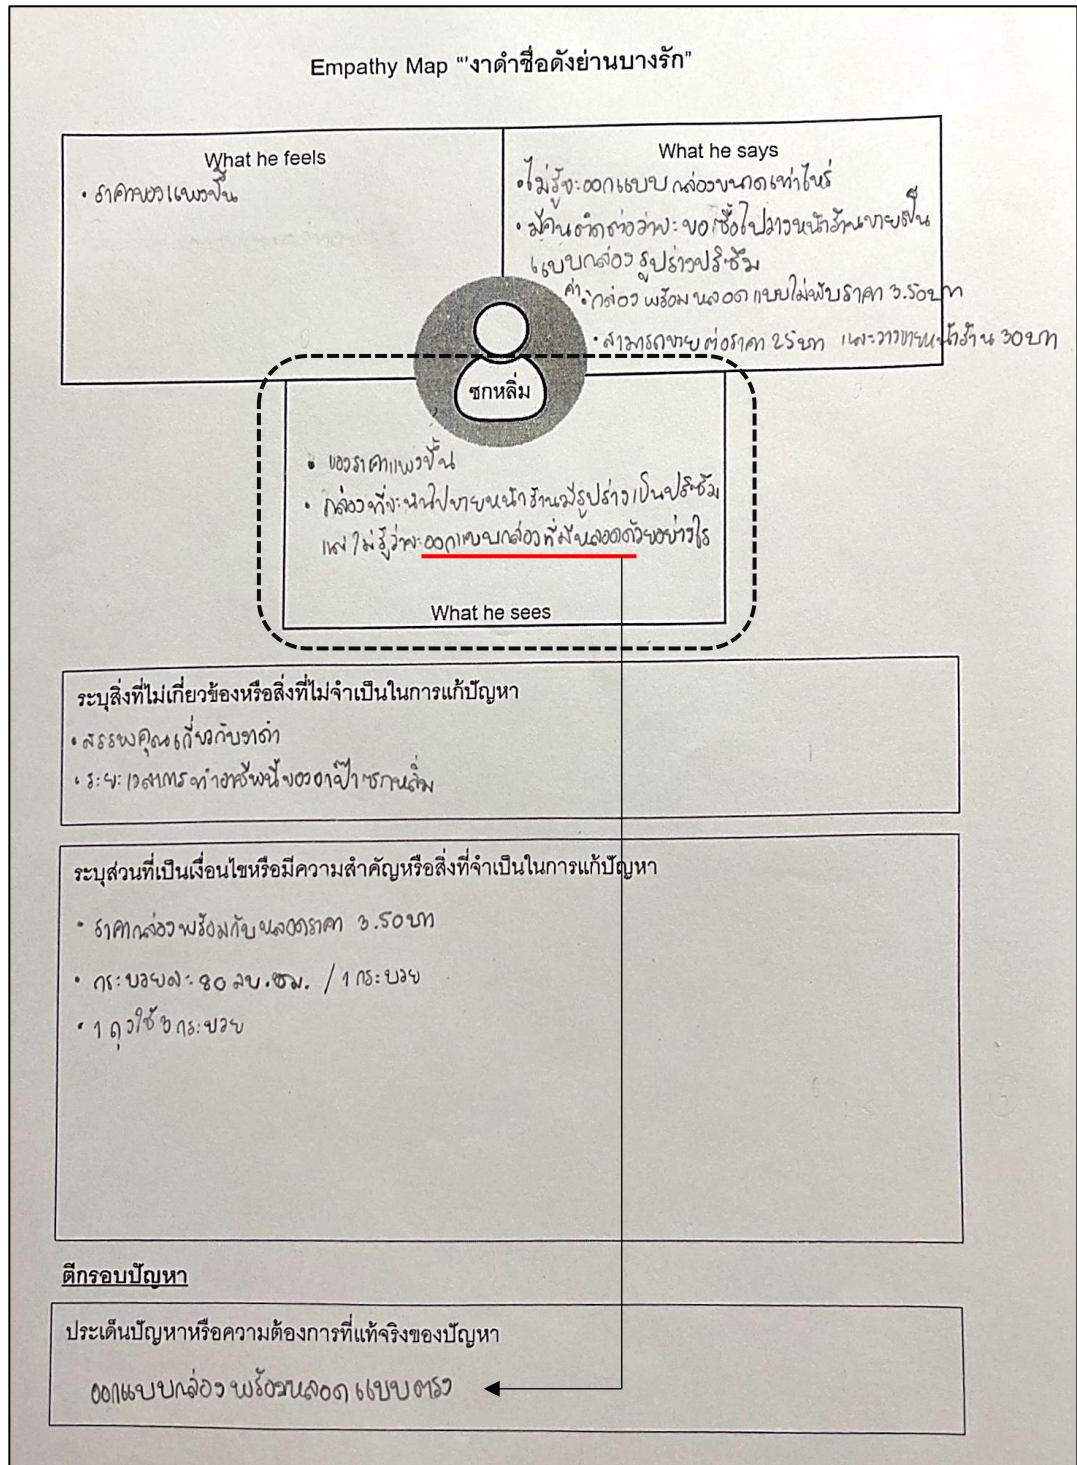 Empathy Map “'งาดำชื่อดังย่านบางรัก”
What he feels
• ราคาของแพงขึ้น
What he says
• ไม่รู้จะออกแบบกล่องขนาดเท่าไหร่
• มีคนติดต่อว่าจะขอซื้อไปวางหน้าร้านขายเป็น
แบบกล่องรูปร่างปริซึม
• ค่ากล่องพร้อมหลอดแบบไม่พับราคา 3.50บาท
• สามารถขายต่อราคา 25บาท และวางขายหน้าร้าน 30บาท
ซกหลิ่ม
• ของราคาแพงขึ้น
• กล่องที่จะนำไปขายหน้าร้านมีรูปร่างเป็นปริซึม
แต่ไม่รู้ว่าจะออกแบบกล่องที่มีหลอดด้วยอย่างไร
What he sees
ระบุสิ่งที่ไม่เกี่ยวข้องหรือสิ่งที่ไม่จำเป็นในการแก้ปัญหา
• สรรพคุณเกี่ยวกับงาดำ
• ระยะเวลาการทำอาชีพนี้ของอาป๊าซกหลิ่ม
ระบุส่วนที่เป็นเงื่อนไขหรือมีความสำคัญหรือสิ่งที่จำเป็นในการแก้ปัญหา
• ราคากล่องพร้อมกับหลอดราคา 3.50บาท
• กระบวยละ 80 ลบ.ซม. / 1 กระบวย
• 1 ถุงใช้ 3 กระบวย
ตีกรอบปัญหา
ประเด็นปัญหาหรือความต้องการที่แท้จริงของปัญหา
ออกแบบกล่องพร้อมหลอดแบบตรง